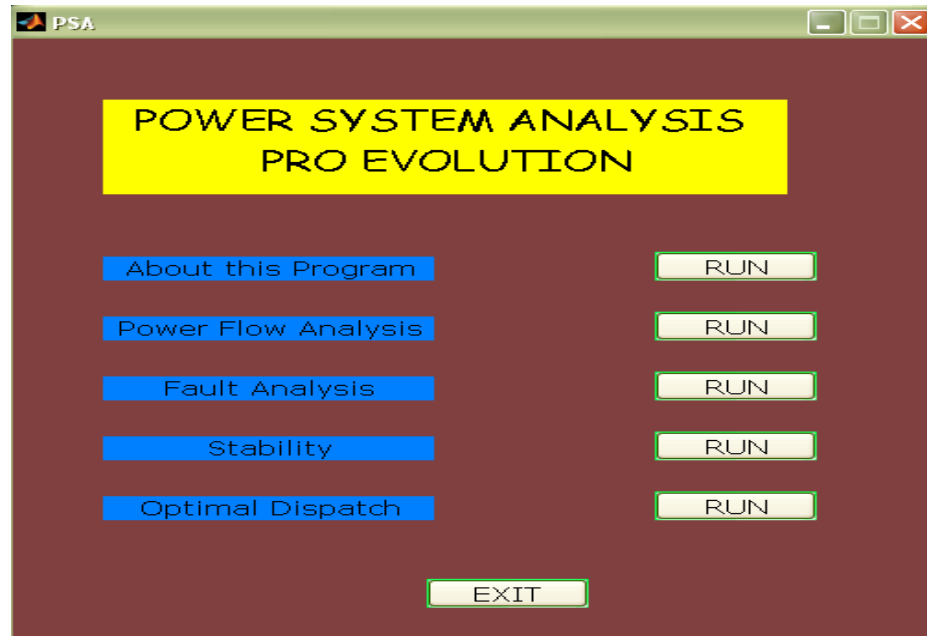 PSA
POWER SYSTEM ANALYSIS
PRO EVOLUTION
About this Program RUN
Power Flow Analysis RUN
Fault Analysis RUN
Stability RUN
Optimal Dispatch RUN
EXIT